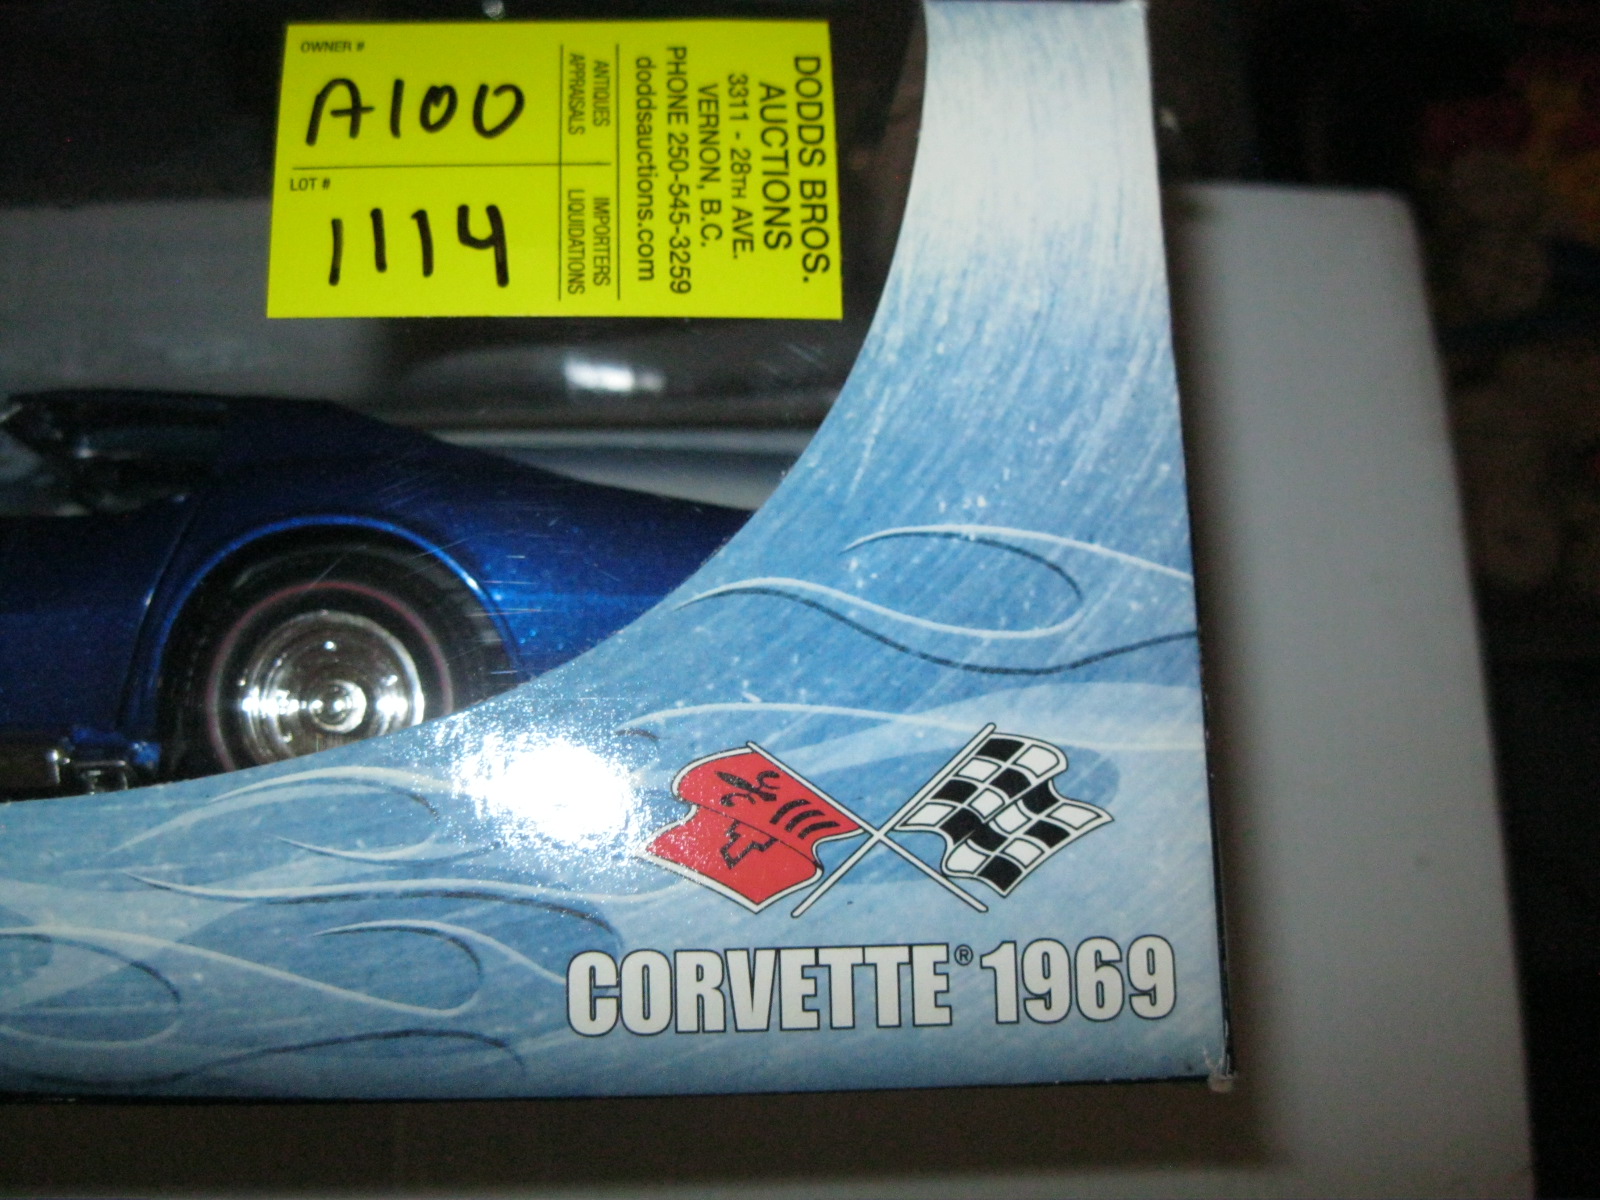 OWNER #
A100
LOT #
1114
DODDS BROS.
AUCTIONS
3311 - 28TH AVE.
VERNON, B.C.
PHONE 250-545-3259
doddsauctions.com
ANTIQUES
APPRAISALS
IMPORTERS
LIQUIDATIONS
CORVETTE® 1969